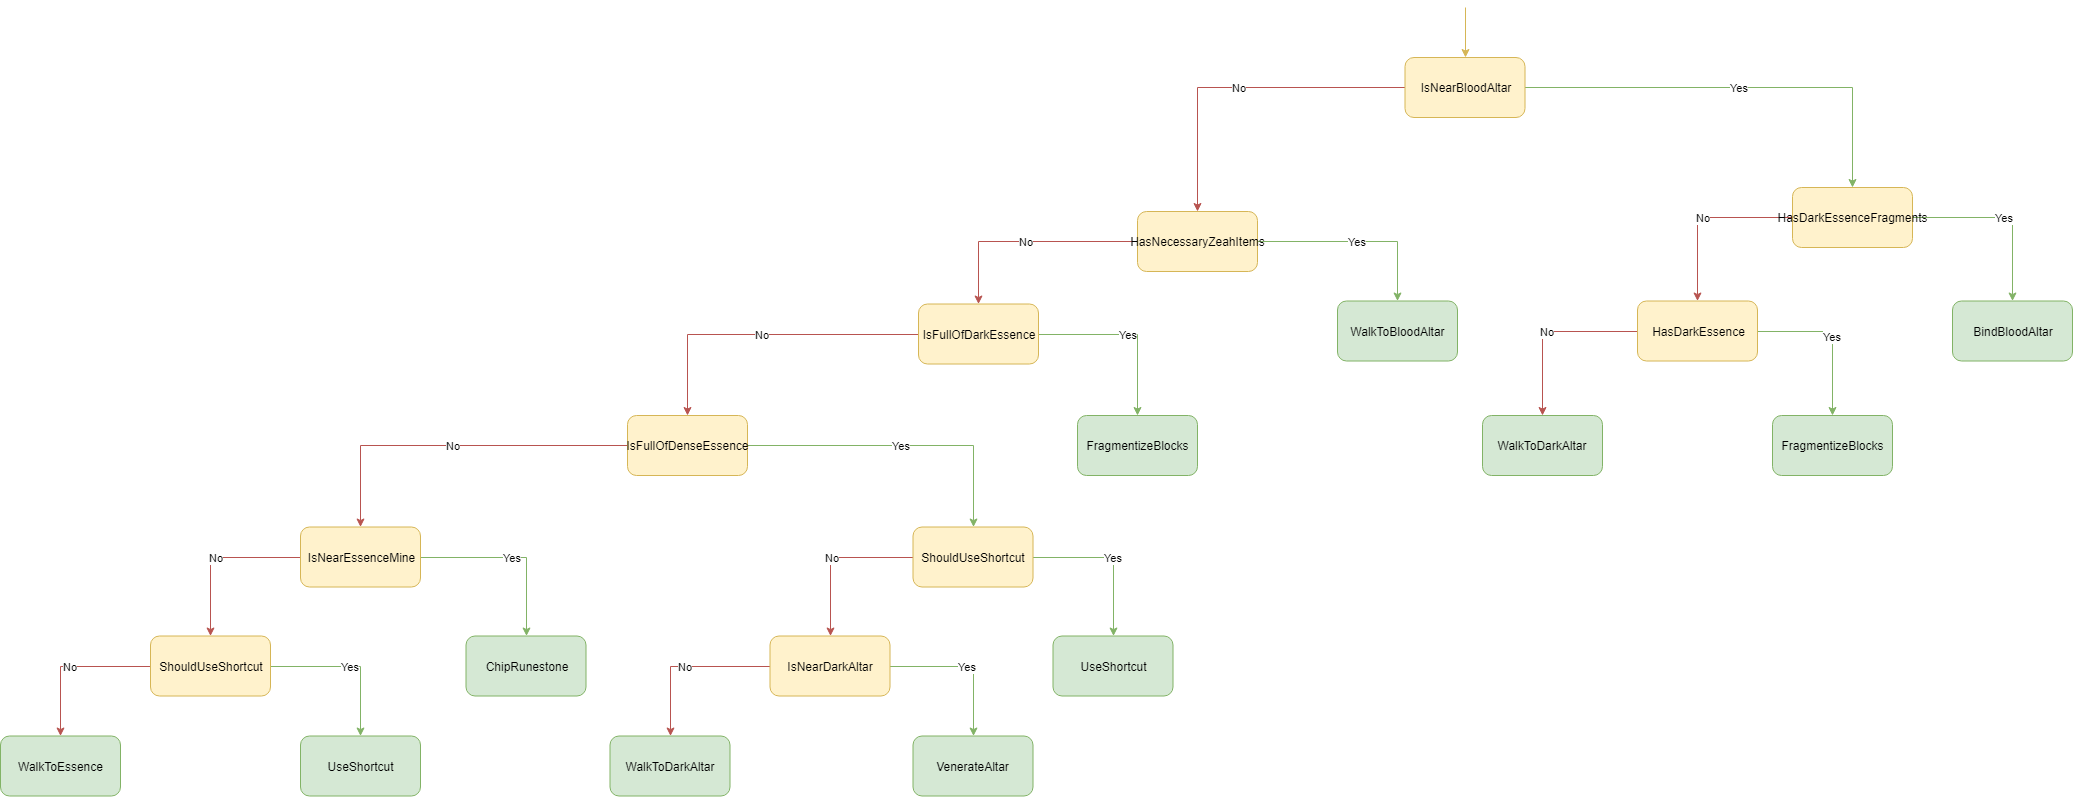 IsNearBloodAltar
No
Yes
HasNecessaryZeahItems
No
Yes
HasDarkEssenceFragments
No
Yes
IsFullOfDarkEssence
No
Yes
WalkToBloodAltar
HasDarkEssence
No
Yes
BindBloodAltar
IsFullOfDenseEssence
No
Yes
FragmentizeBlocks
WalkToDarkAltar
FragmentizeBlocks
IsNearEssenceMine
No
Yes
ShouldUseShortcut
No
Yes
ShouldUseShortcut
No
Yes
ChipRunestone
IsNearDarkAltar
No
Yes
UseShortcut
WalkToEssence
UseShortcut
WalkToDarkAltar
VenerateAltar